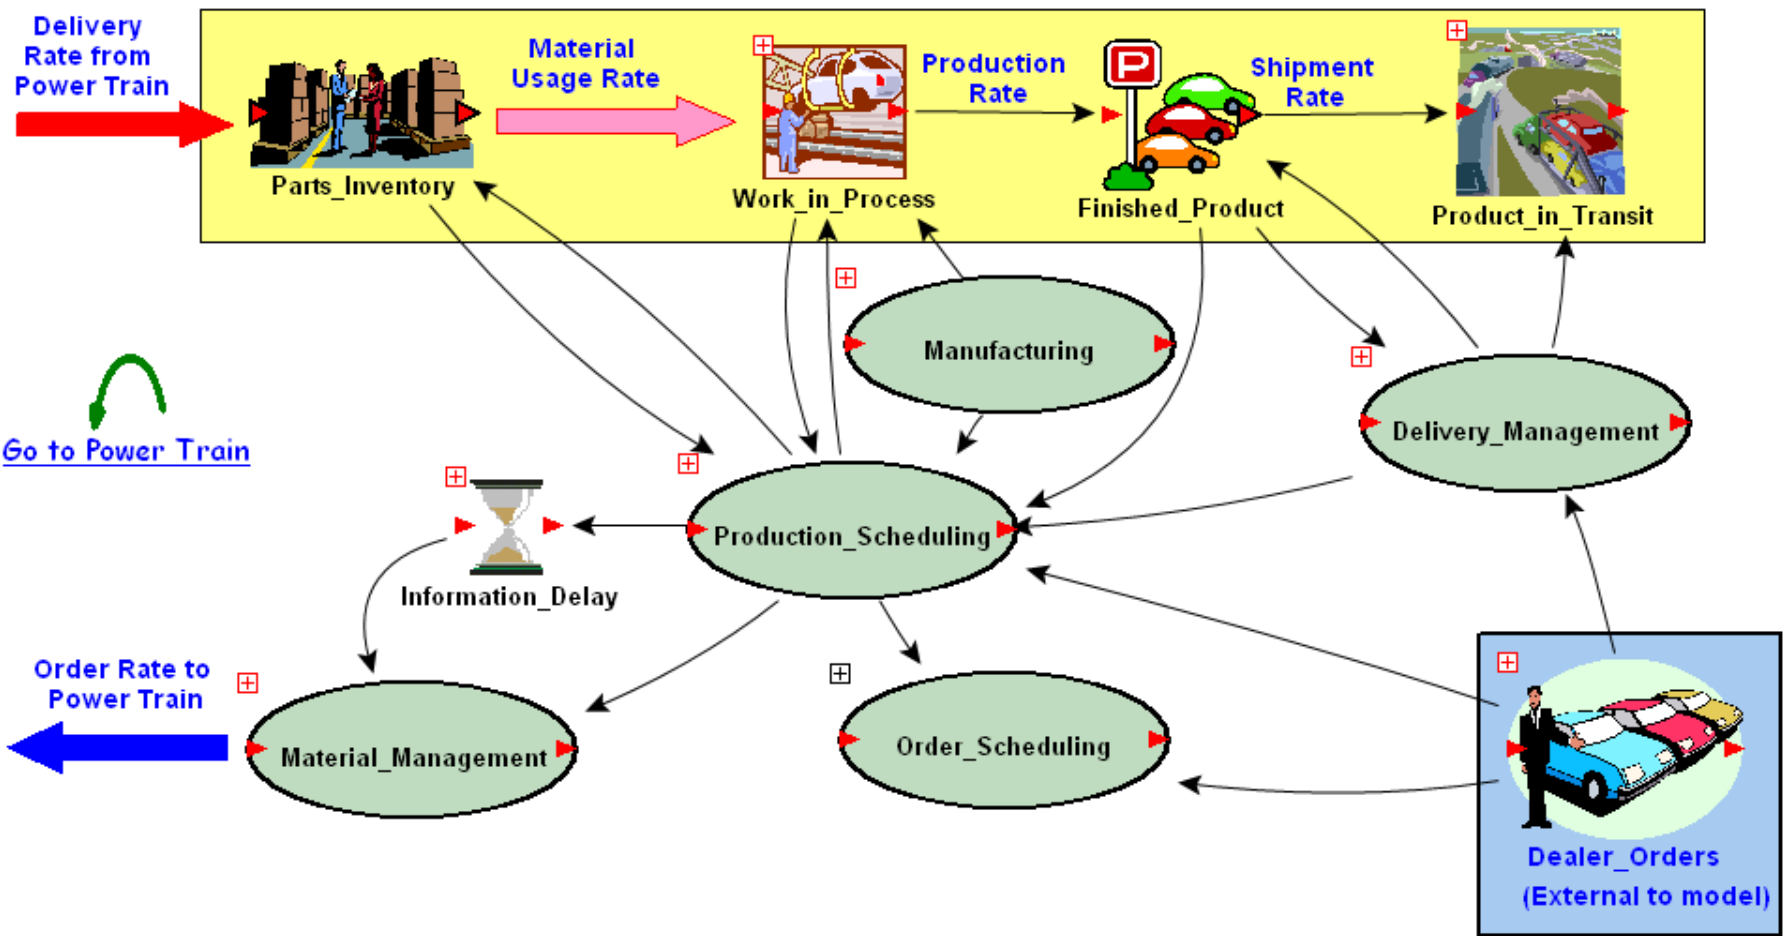 Delivery
Rate from
Power Train
Material
Usage Rate
Production
Rate
P
Shipment
Rate
Parts_Inventory
Work_in_Process
Finished_Product
Product_in_Transit
Manufacturing
Delivery_Management
Go to Power Train
Production_Scheduling
Information_Delay
Order Rate to
Power Train
Material_Management
Order_Scheduling
Dealer_Orders
(External to model)